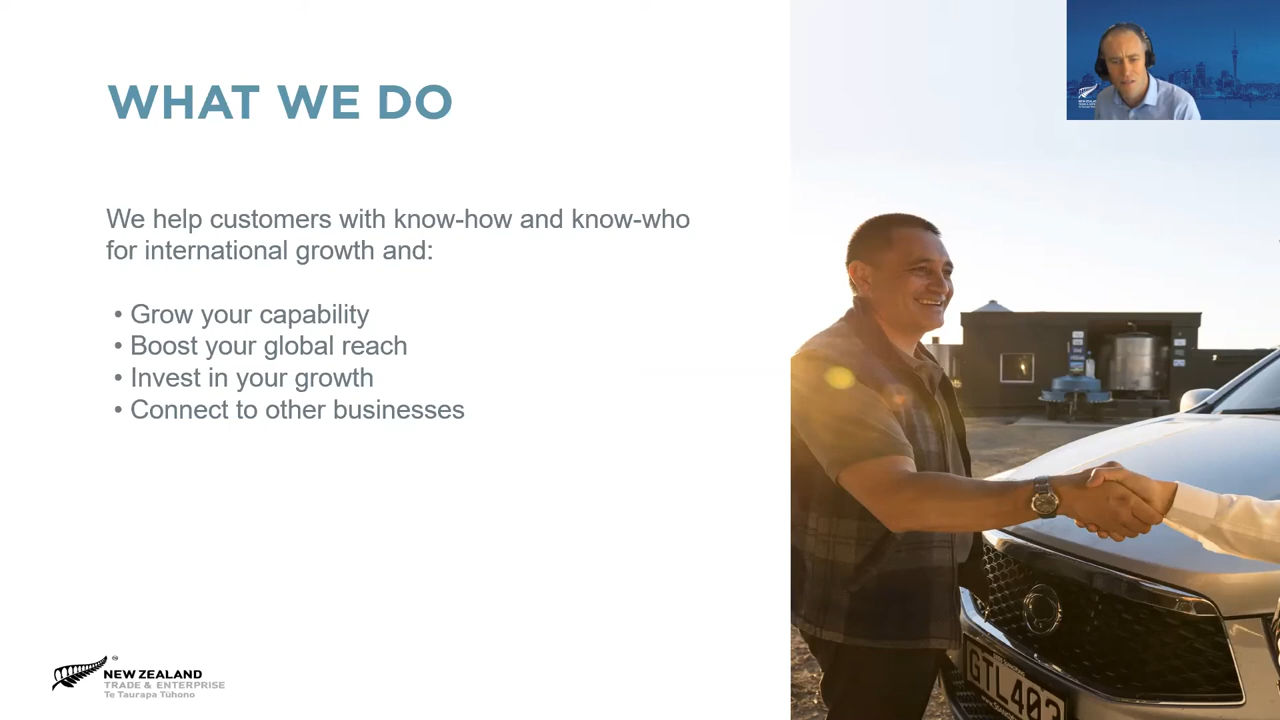 WHAT WE DO
We help customers with know-how and know-who
for international growth and:
• Grow your capability
• Boost your global reach
• Invest in your growth
• Connect to other businesses
NEW ZEALAND
TRADE & ENTERPRISE
Te Taurapa Tūhono
GTL403